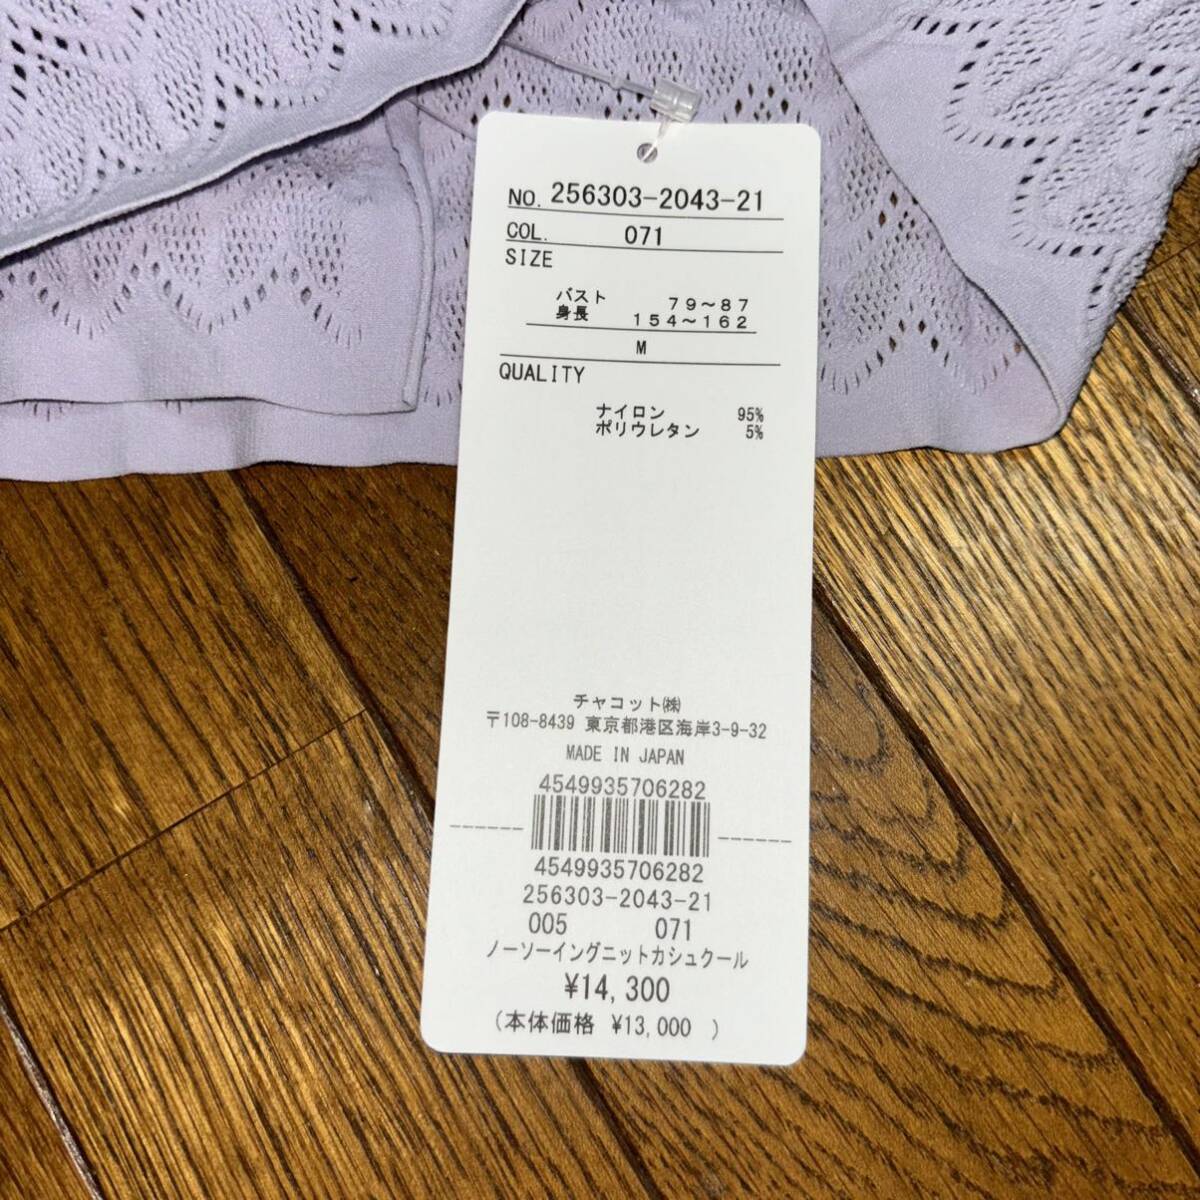 NO. 256303-2043-21
COL. 071
SIZE
バスト 79～87
身長 154～162
M
QUALITY
ナイロン 95%
ポリウレタン 5%
チャコット㈱
〒108-8439 東京都港区海岸3-9-32
MADE IN JAPAN
4549935706282
4549935706282
256303-2043-21
005 071
ノーソーイングニットカシュクール
¥14,300
(本体価格 ¥13,000 )